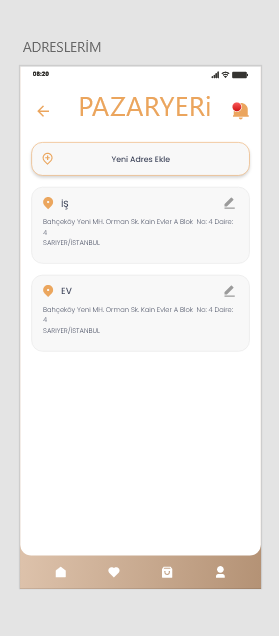 ADRESLERİM
08:20
PAZARYERi
Yeni Adres Ekle
İŞ
Bahçeköy Yeni MH. Orman Sk. Kain Evler A Blok No: 4 Daire:
4
SARIYER/İSTANBUL
EV
Bahçeköy Yeni MH. Orman Sk. Kain Evler A Blok No: 4 Daire:
4
SARIYER/İSTANBUL